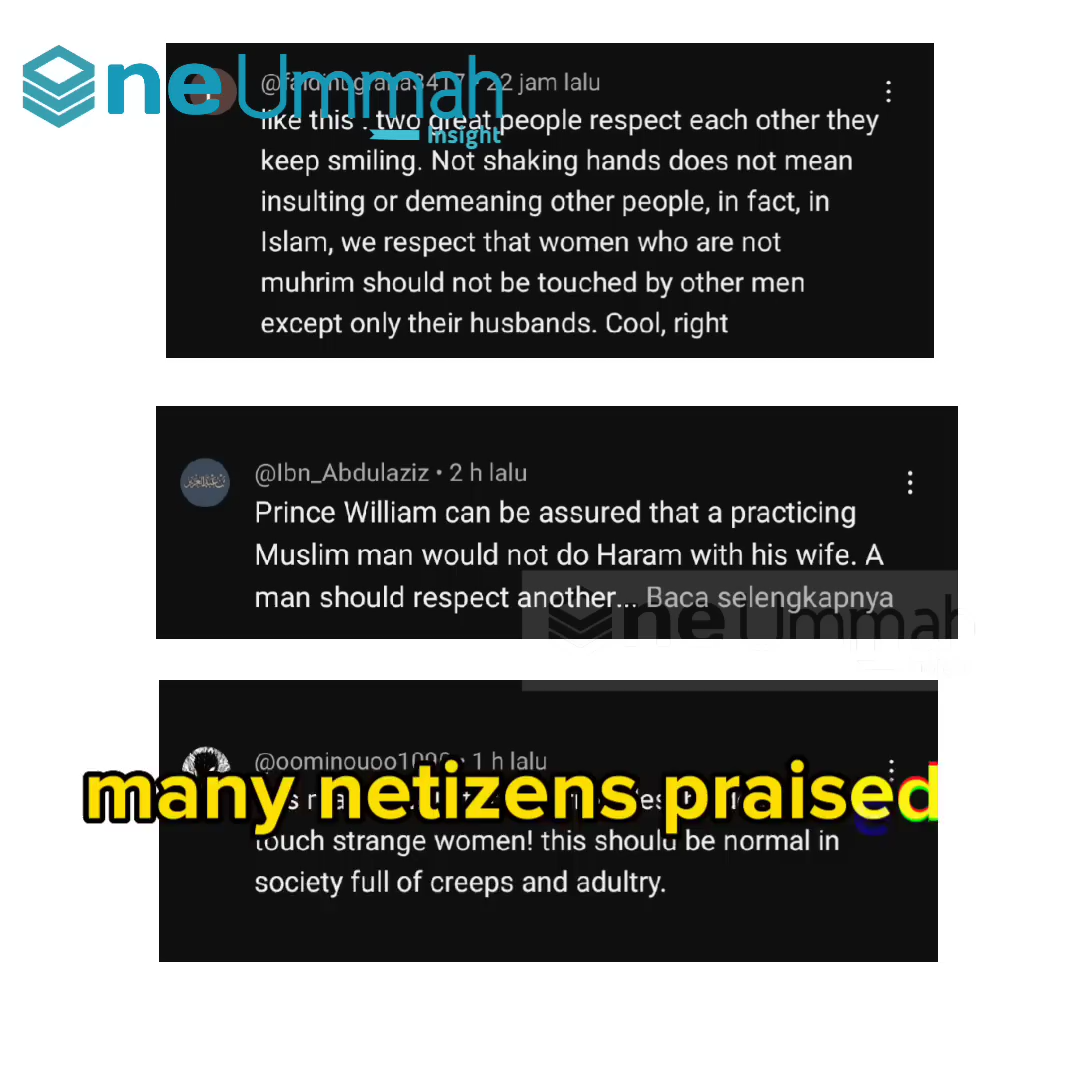 OneUmmah
Insight
22 jam lalu
like this . two great people respect each other they
keep smiling. Not shaking hands does not mean
insulting or demeaning other people, in fact, in
Islam, we respect that women who are not
muhrim should not be touched by other men
except only their husbands. Cool, right
@Ibn_Abdulaziz • 2 h lalu
Prince William can be assured that a practicing
Muslim man would not do Haram with his wife. A
man should respect another... Baca selengkapnya
OneUmmah
1 h lalu
many netizens praised
touch strange women! this should be normal in
society full of creeps and adultry.